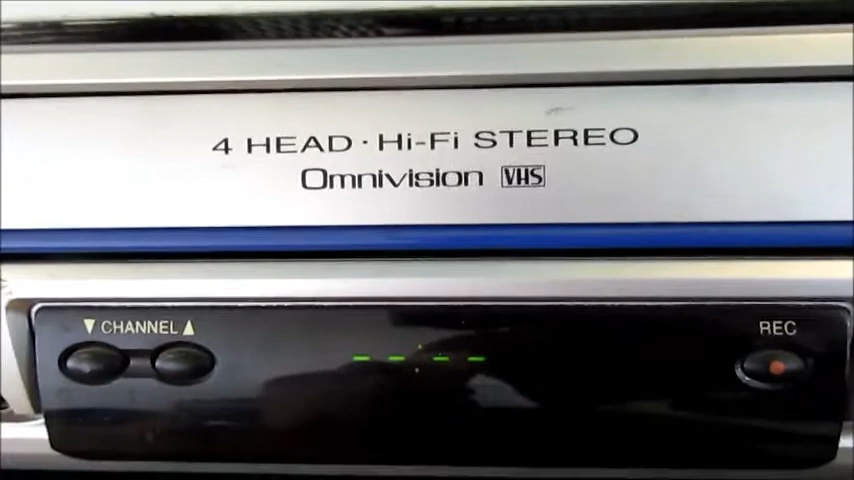 4 HEAD · Hi-Fi STEREO
Omnivision VHS
▼ CHANNEL ▲
REC
-- : --